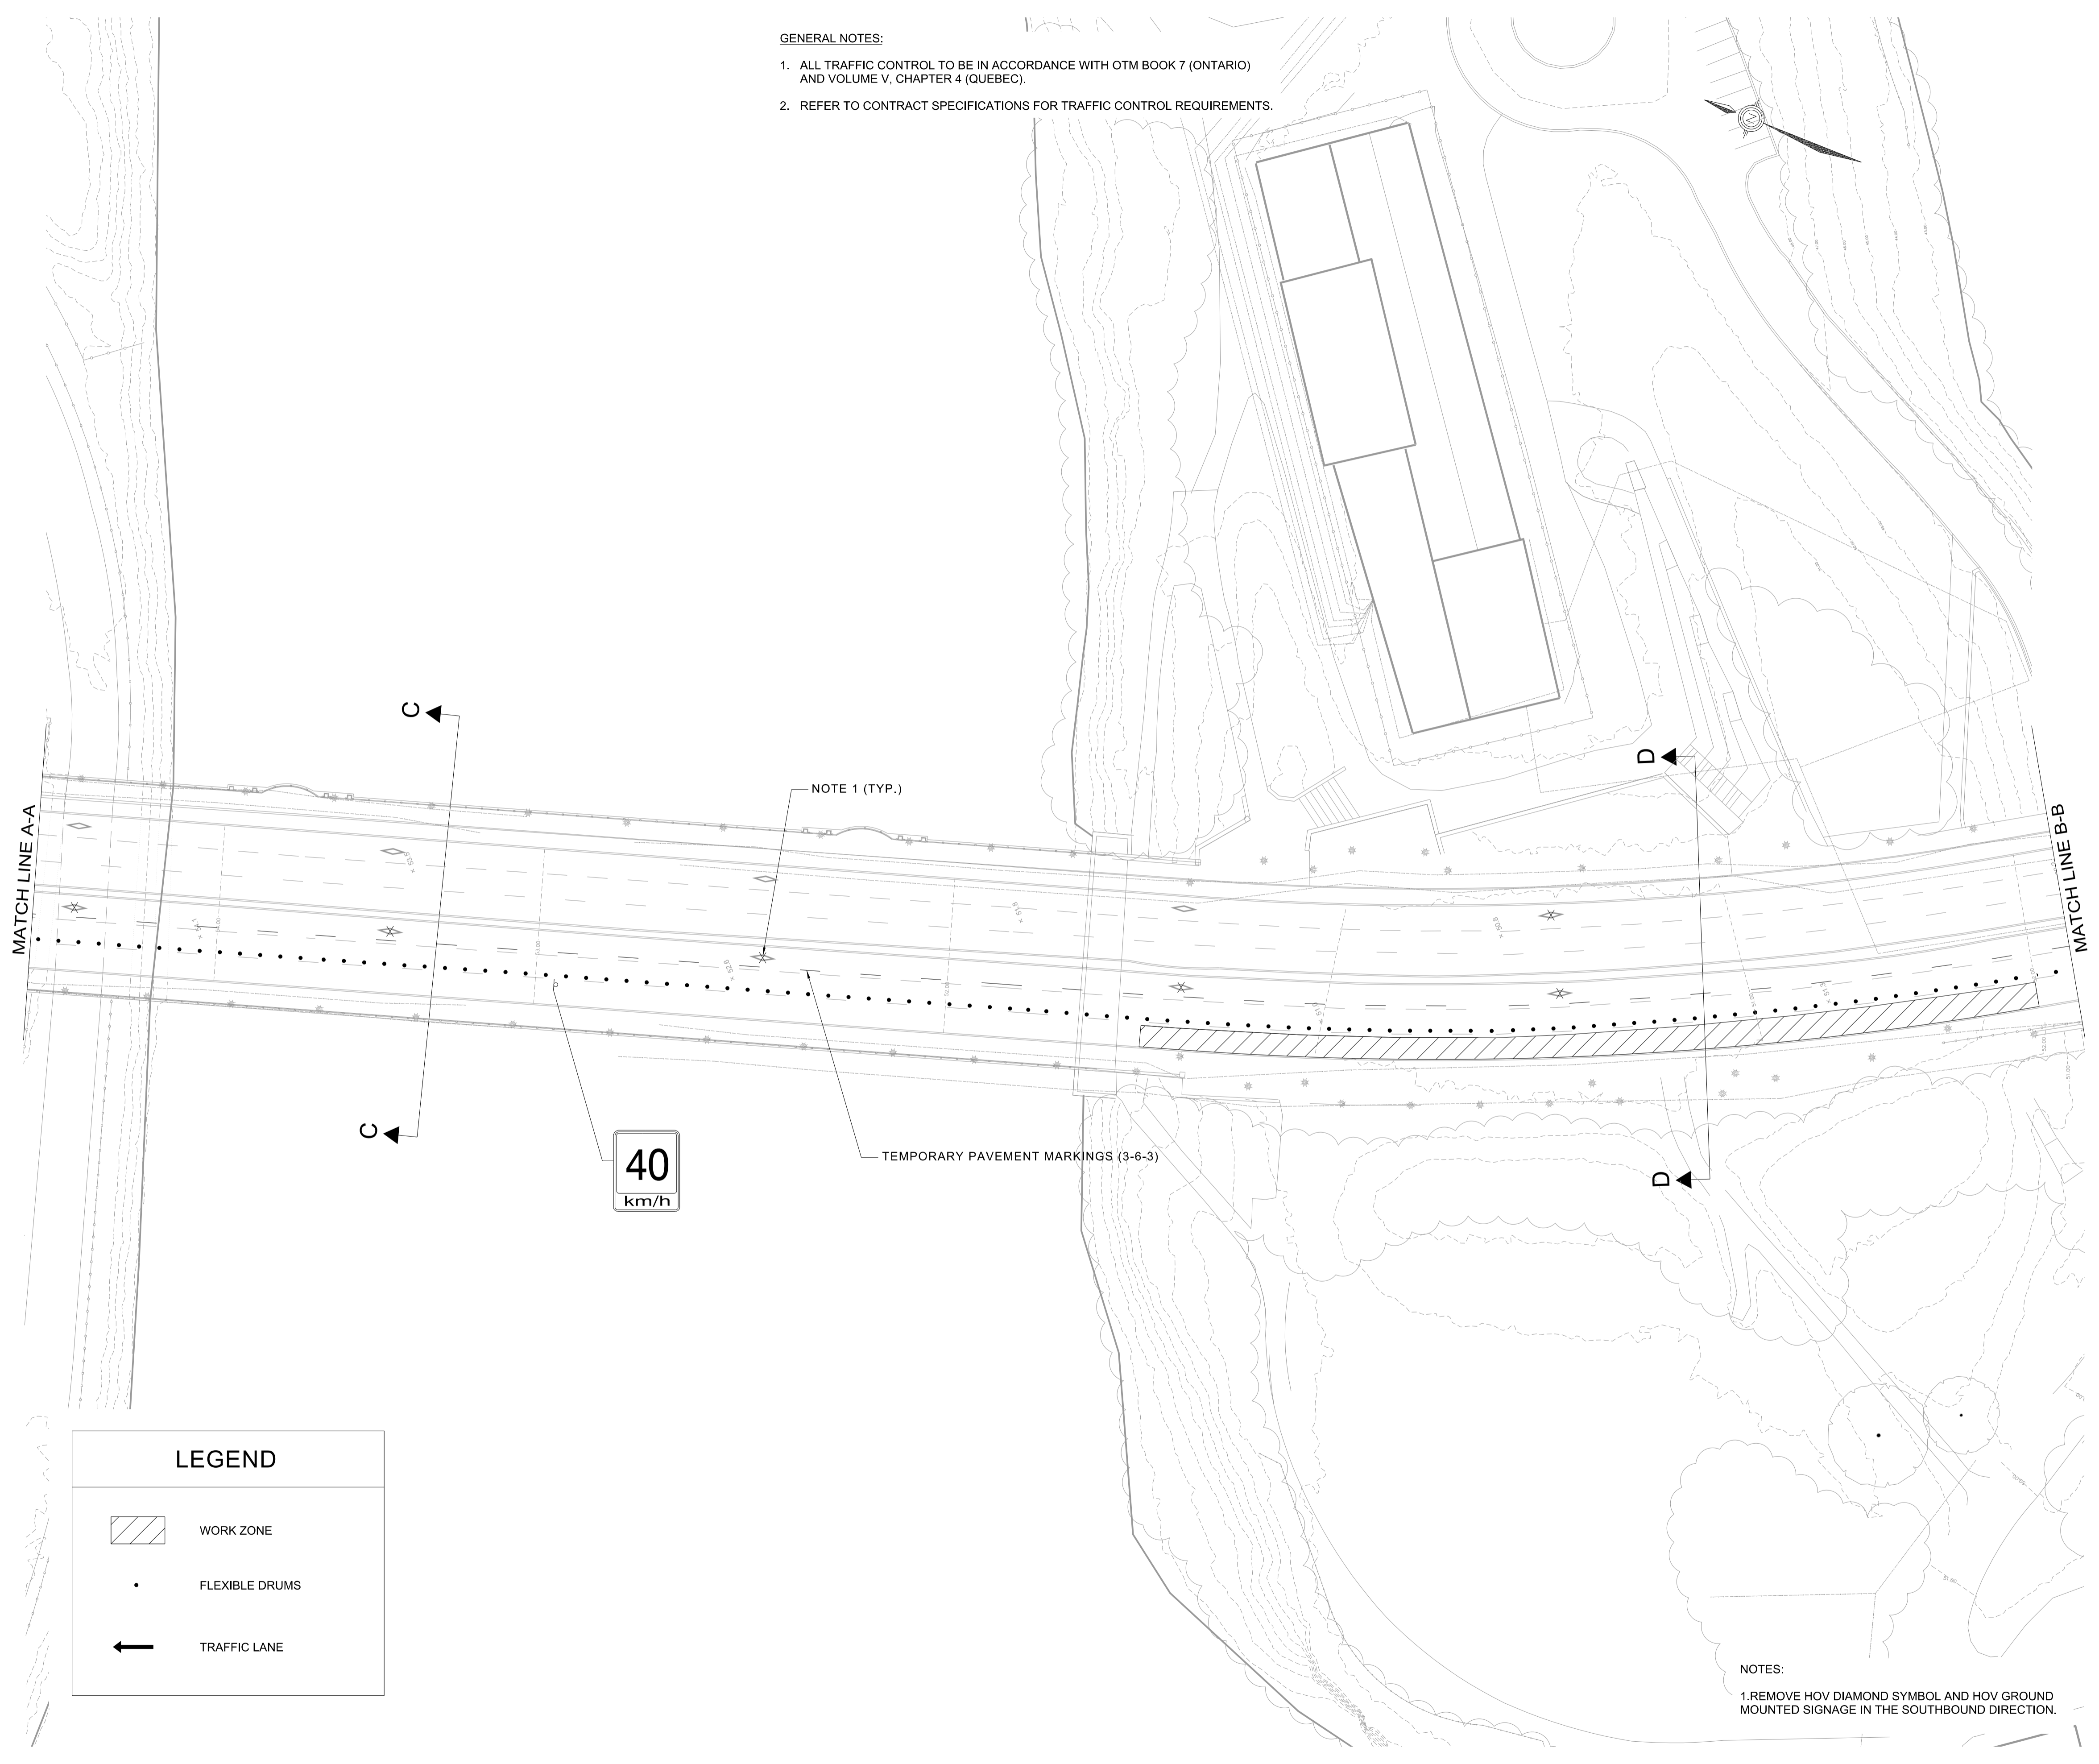 GENERAL NOTES:
1. ALL TRAFFIC CONTROL TO BE IN ACCORDANCE WITH OTM BOOK 7 (ONTARIO)
AND VOLUME V, CHAPTER 4 (QUEBEC).
2. REFER TO CONTRACT SPECIFICATIONS FOR TRAFFIC CONTROL REQUIREMENTS.
N
C
D
NOTE 1 (TYP.)
MATCH LINE A-A
MATCH LINE B-B
C
40
km/h
TEMPORARY PAVEMENT MARKINGS (3-6-3)
D
LEGEND
WORK ZONE
FLEXIBLE DRUMS
TRAFFIC LANE
NOTES:
1.REMOVE HOV DIAMOND SYMBOL AND HOV GROUND
MOUNTED SIGNAGE IN THE SOUTHBOUND DIRECTION.